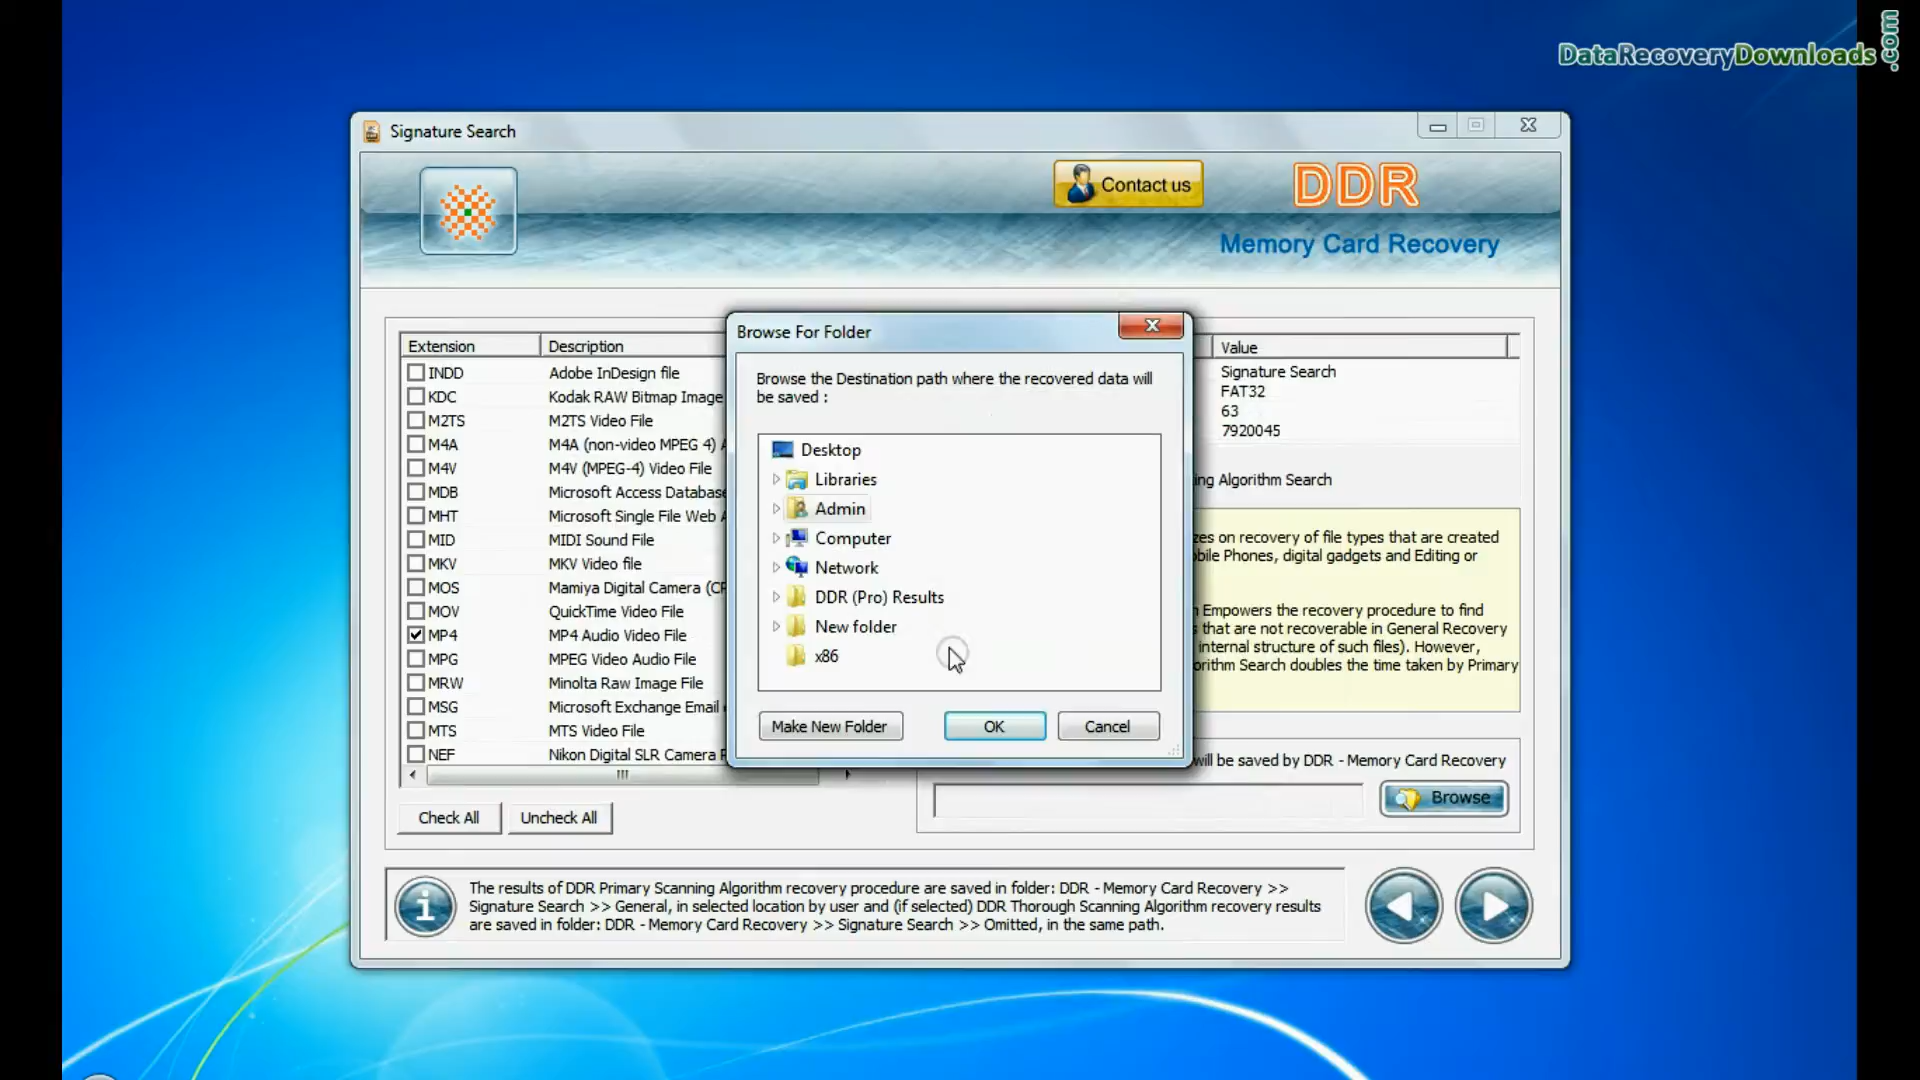 DataRecoveryDownloads.com
Signature Search
Contact us
DDR
Memory Card Recovery
Extension Description
INDD Adobe InDesign file
KDC Kodak RAW Bitmap Image
M2TS M2TS Video File
M4A M4A (non-video MPEG 4) A
M4V M4V (MPEG-4) Video File
MDB Microsoft Access Database
MHT Microsoft Single File Web A
MID MIDI Sound File
MKV MKV Video file
MOS Mamiya Digital Camera (CR
MOV QuickTime Video File
MP4 MP4 Audio Video File
MPG MPEG Video Audio File
MRW Minolta Raw Image File
MSG Microsoft Exchange Email
MTS MTS Video File
NEF Nikon Digital SLR Camera
Check All Uncheck All
Browse For Folder
Browse the Destination path where the recovered data will
be saved :
Desktop
Libraries
Admin
Computer
Network
DDR (Pro) Results
New folder
x86
Make New Folder OK Cancel
Value
Signature Search
FAT32
63
7920045
ing Algorithm Search
zes on recovery of file types that are created
bile Phones, digital gadgets and Editing or
n Empowers the recovery procedure to find
s that are not recoverable in General Recovery
internal structure of such files). However,
orithm Search doubles the time taken by Primary
will be saved by DDR - Memory Card Recovery
Browse
The results of DDR Primary Scanning Algorithm recovery procedure are saved in folder: DDR - Memory Card Recovery >>
Signature Search >> General, in selected location by user and (if selected) DDR Thorough Scanning Algorithm recovery results
are saved in folder: DDR - Memory Card Recovery >> Signature Search >> Omitted, in the same path.